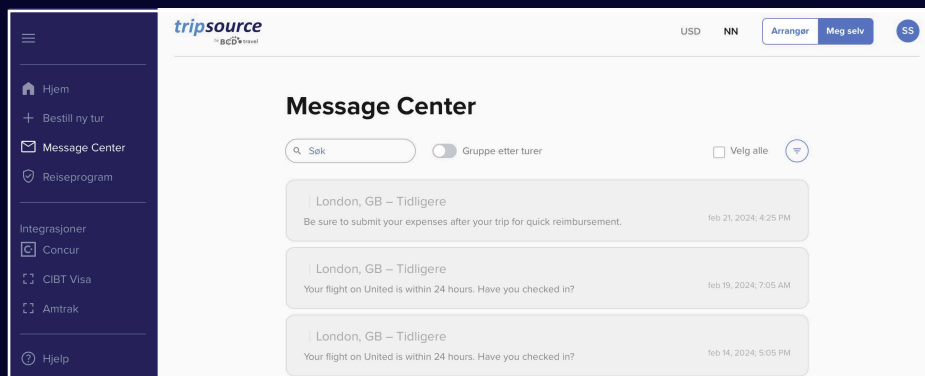 tripsource
by BCD travel
USD NN Arrangør Meg selv SS
Hjem
Bestill ny tur
Message Center
Reiseprogram
Integrasjoner
Concur
CIBT Visa
Amtrak
Hjelp
Message Center
Søk Gruppe etter turer Velg alle
London, GB – Tidligere
Be sure to submit your expenses after your trip for quick reimbursement. feb 21, 2024; 4:25 PM
London, GB – Tidligere
Your flight on United is within 24 hours. Have you checked in? feb 19, 2024; 7:05 AM
London, GB – Tidligere
Your flight on United is within 24 hours. Have you checked in? feb 14, 2024; 5:05 PM